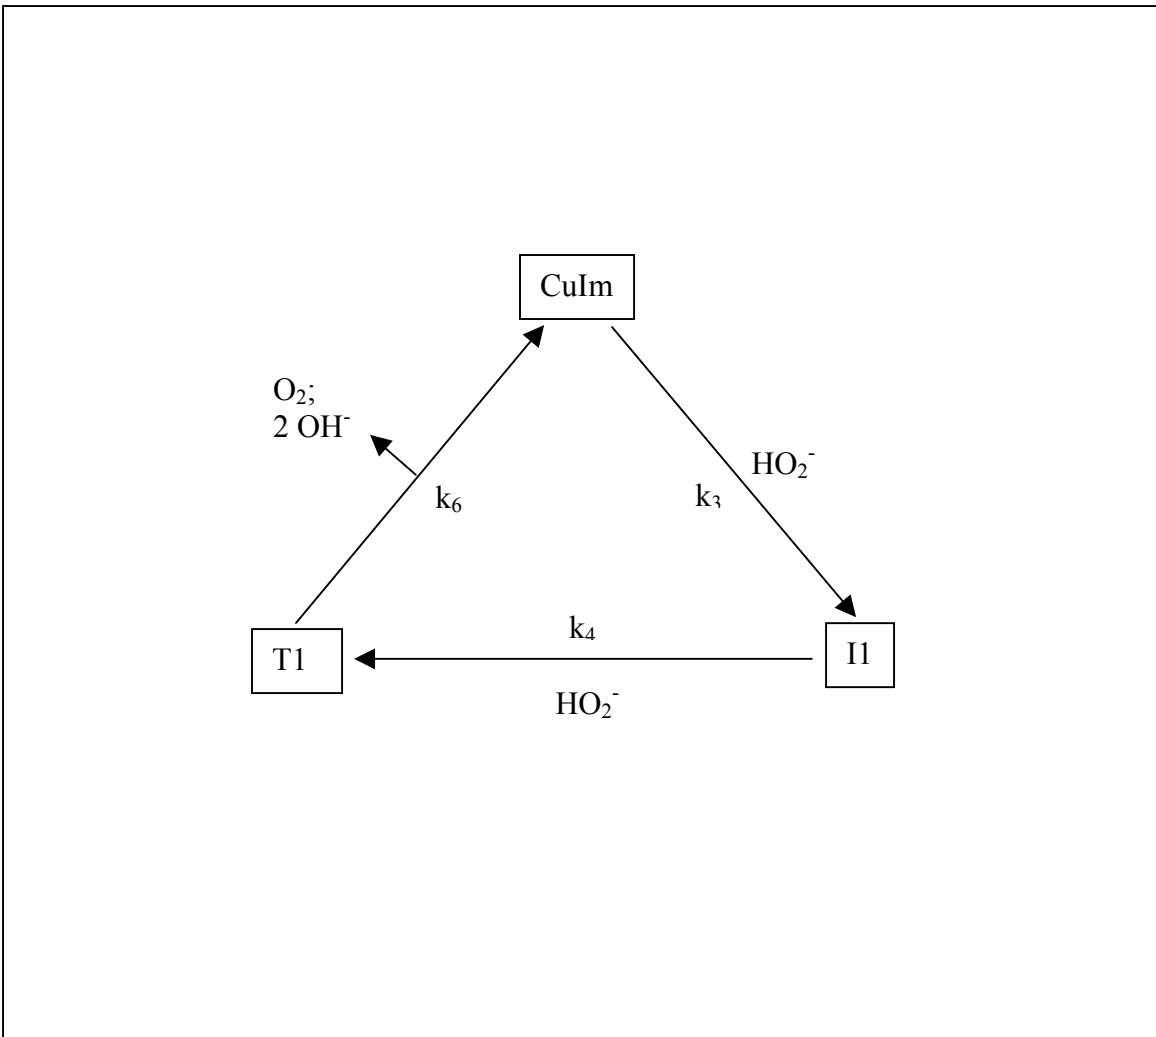 CuIm
O₂;
2 OH⁻
HO₂⁻
k₆
k₃
k₄
T1
I1
HO₂⁻